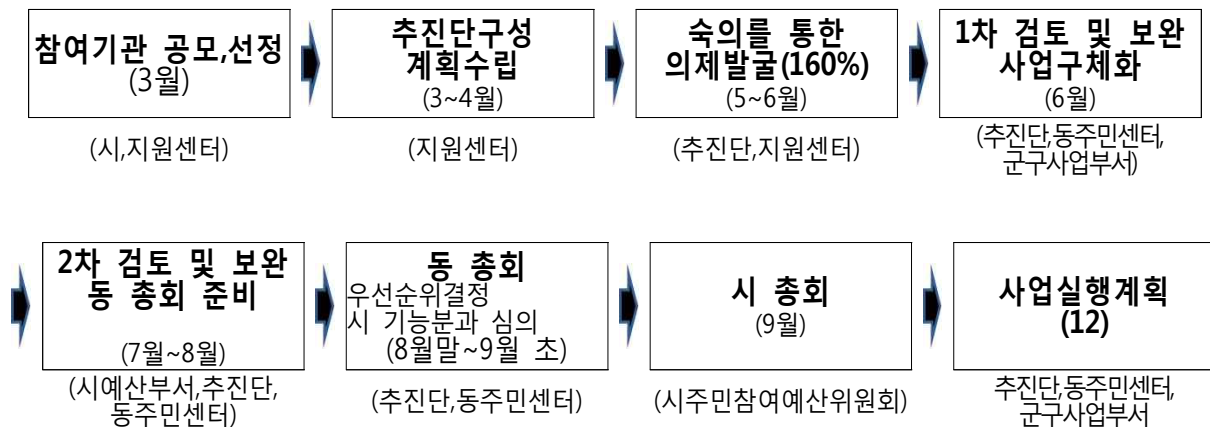 참여기관 공모,선정
(3월)
(시,지원센터)
추진단구성
계획수립
(3~4월)
(지원센터)
숙의를 통한
의제발굴(160%)
(5~6월)
(추진단,지원센터)
1차 검토 및 보완
사업구체화
(6월)
(추진단,동주민센터,
군구사업부서)
2차 검토 및 보완
동 총회 준비
(7월~8월)
(시예산부서,추진단,
동주민센터)
동 총회
우선순위결정
시 기능분과 심의
(8월말~9월 초)
(추진단,동주민센터)
시 총회
(9월)
(시주민참여예산위원회)
사업실행계획
(12)
추진단,동주민센터,
군구사업부서